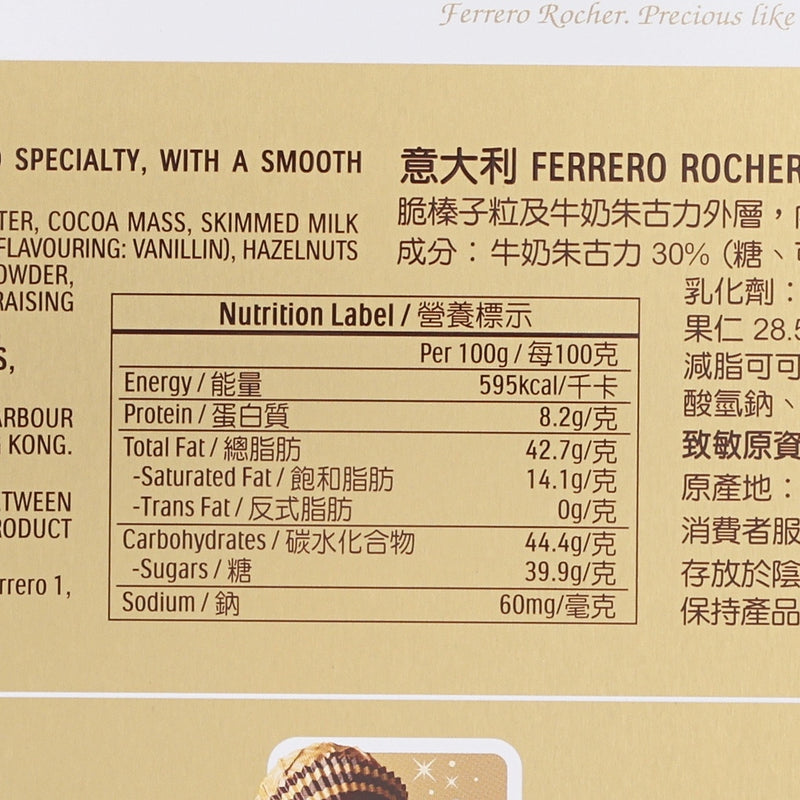 Ferrero Rocher. Precious like
SPECIALTY, WITH A SMOOTH
TER, COCOA MASS, SKIMMED MILK
FLAVOURING: VANILLIN), HAZELNUTS
OWDER,
RAISING
S,
ARBOUR
KONG.
TWEEN
RODUCT
rrero 1,
Nutrition Label / 營養標示
Per 100g / 每100克
Energy / 能量 595kcal/千卡
Protein / 蛋白質 8.2g/克
Total Fat / 總脂肪 42.7g/克
-Saturated Fat / 飽和脂肪 14.1g/克
-Trans Fat / 反式脂肪 0g/克
Carbohydrates / 碳水化合物 44.4g/克
-Sugars / 糖 39.9g/克
Sodium / 鈉 60mg/毫克
意大利 FERRERO ROCHER
脆榛子粒及牛奶朱古力外層，
成分：牛奶朱古力 30%（糖、可
乳化劑：
果仁 28.5
減脂可可
酸氫鈉、
致敏原資
原產地：
消費者服
存放於陰
保持產品